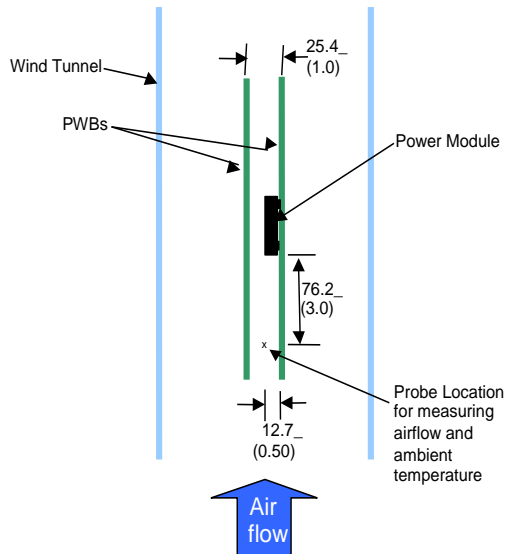 25.4_
(1.0)
Wind Tunnel
PWBs
Power Module
76.2_
(3.0)
x
Probe Location
for measuring
airflow and
ambient
temperature
12.7_
(0.50)
Air
flow